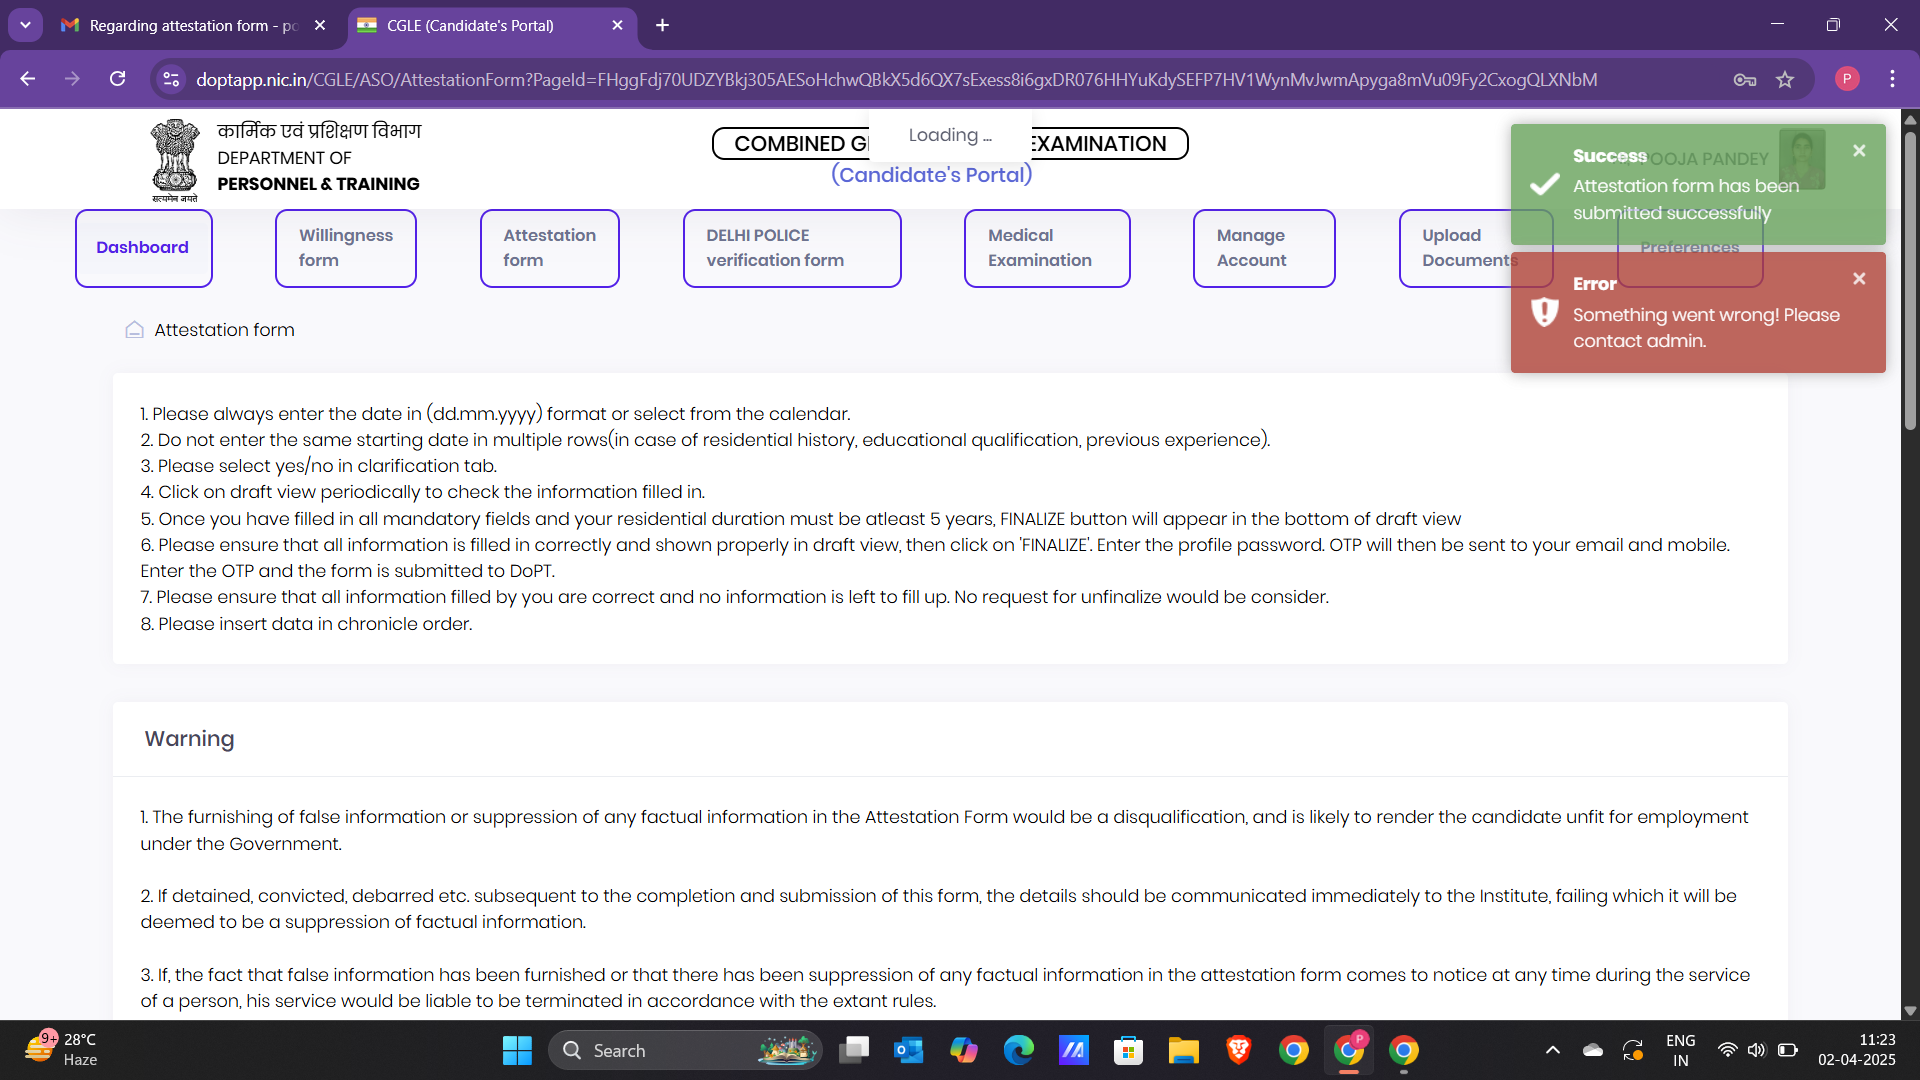 Regarding attestation form - po
CGLE (Candidate's Portal)
doptapp.nic.in/CGLE/ASO/AttestationForm?PageId=FHggFdj70UDZYBkj305AESoHchwQBkX5d6QX7sExess8i6gxDR076HHYuKdySEFP7HV1WynMvJwmApyga8mVu09Fy2CxogQLXNbM
P
कार्मिक एवं प्रशिक्षण विभाग
DEPARTMENT OF
PERSONNEL & TRAINING
सत्यमेव जयते
COMBINED G
Loading ...
EXAMINATION
(Candidate's Portal)
POOJA PANDEY
Success
Attestation form has been
submitted successfully
Error
Something went wrong! Please
contact admin.
Dashboard
Willingness
form
Attestation
form
DELHI POLICE
verification form
Medical
Examination
Manage
Account
Upload
Documents
Preferences
Attestation form
1. Please always enter the date in (dd.mm.yyyy) format or select from the calendar.
2. Do not enter the same starting date in multiple rows(in case of residential history, educational qualification, previous experience).
3. Please select yes/no in clarification tab.
4. Click on draft view periodically to check the information filled in.
5. Once you have filled in all mandatory fields and your residential duration must be atleast 5 years, FINALIZE button will appear in the bottom of draft view
6. Please ensure that all information is filled in correctly and shown properly in draft view, then click on 'FINALIZE'. Enter the profile password. OTP will then be sent to your email and mobile.
Enter the OTP and the form is submitted to DoPT.
7. Please ensure that all information filled by you are correct and no information is left to fill up. No request for unfinalize would be consider.
8. Please insert data in chronicle order.
Warning
1. The furnishing of false information or suppression of any factual information in the Attestation Form would be a disqualification, and is likely to render the candidate unfit for employment
under the Government.
2. If detained, convicted, debarred etc. subsequent to the completion and submission of this form, the details should be communicated immediately to the Institute, failing which it will be
deemed to be a suppression of factual information.
3. If, the fact that false information has been furnished or that there has been suppression of any factual information in the attestation form comes to notice at any time during the service
of a person, his service would be liable to be terminated in accordance with the extant rules.
9+
28°C
Haze
Search
P
ENG
IN
11:23
02-04-2025